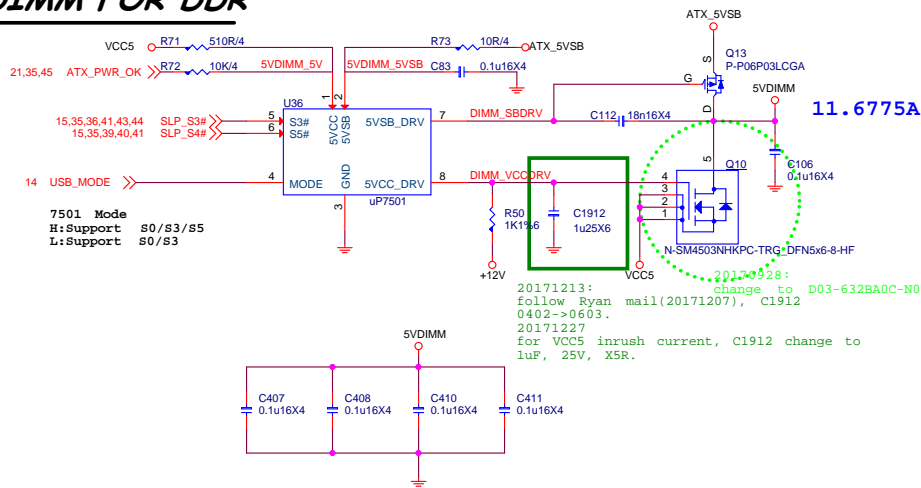 DIMM FOR DDR
ATX_5VSB
VCC5
R71
510R/4
R73
10R/4
ATX_5VSB
Q13
P-P06P03LCGA
S
G
D
21,35,45 ATX_PWR_OK
R72
10K/4
5VDIMM_5V
5VDIMM_5VSB
C83
0.1u16X4
5VDIMM
11.6775A
U36
1
2
5VCC
5VSB
15,35,36,41,43,44 SLP_S3#
5
S3#
5VSB_DRV
7
DIMM_SBDRV
C112
18n16X4
15,35,39,40,41 SLP_S4#
6
S5#
C106
0.1u16X4
5
Q10
14 USB_MODE
4
MODE
GND
5VCC_DRV
8
DIMM_VCCDRV
4
3
2
1
3
uP7501
R50
1K1%6
C1912
1u25X6
7501 Mode
H:Support S0/S3/S5
L:Support S0/S3
N-SM4503NHKPC-TRG_DFN5x6-8-HF
+12V
VCC5
20170928:
change to D03-632BA0C-N0
20171213:
follow Ryan mail(20171207), C1912
0402->0603.
20171227
for VCC5 inrush current, C1912 change to
1uF, 25V, X5R.
5VDIMM
C407
0.1u16X4
C408
0.1u16X4
C410
0.1u16X4
C411
0.1u16X4